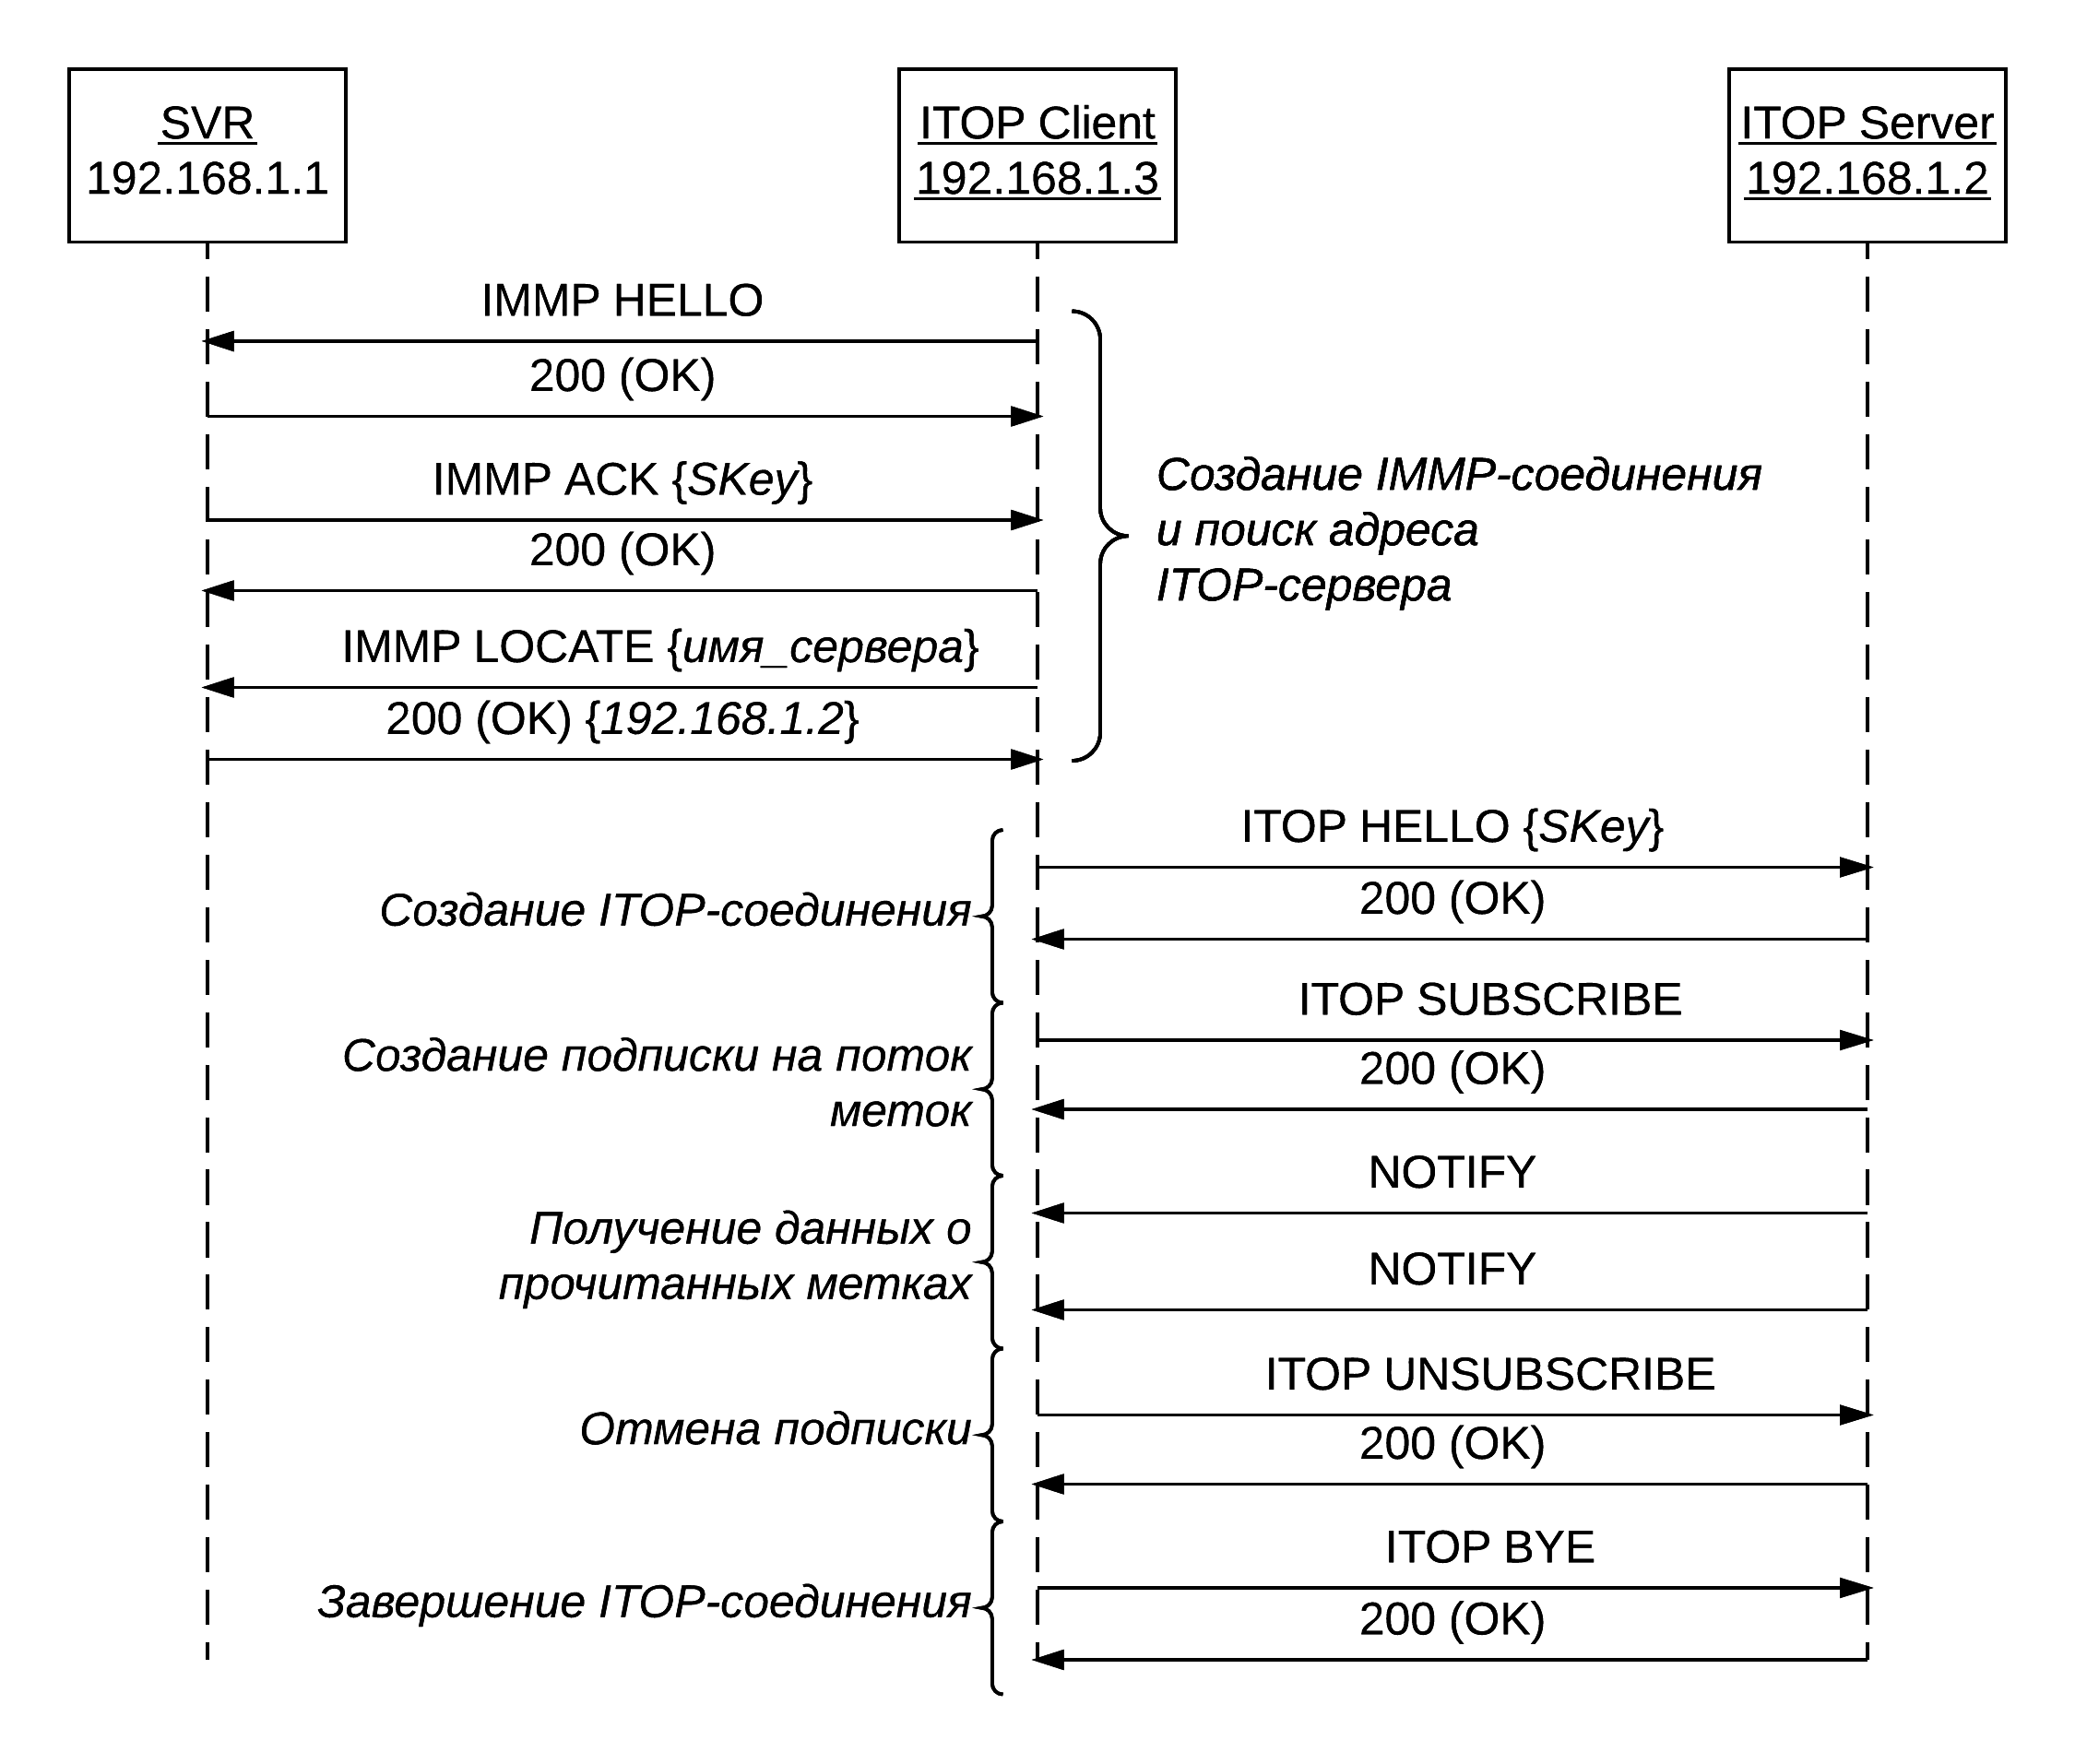 SVR
192.168.1.1
ITOP Client
192.168.1.3
ITOP Server
192.168.1.2
IMMP HELLO
200 (OK)
IMMP ACK {SKey}
200 (OK)
IMMP LOCATE {имя_сервера}
200 (OK) {192.168.1.2}
Создание IMMP-соединения
и поиск адреса
ITOP-сервера
ITOP HELLO {SKey}
200 (OK)
Создание ITOP-соединения
ITOP SUBSCRIBE
200 (OK)
Создание подписки на поток
меток
NOTIFY
NOTIFY
Получение данных о
прочитанных метках
ITOP UNSUBSCRIBE
200 (OK)
Отмена подписки
ITOP BYE
200 (OK)
Завершение ITOP-соединения